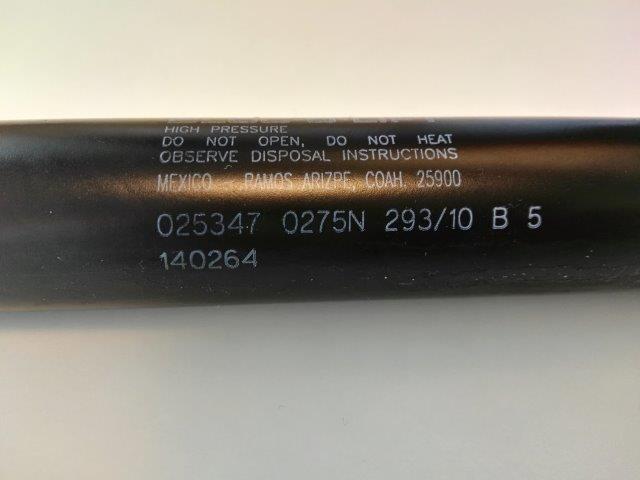 HIGH PRESSURE
DO NOT OPEN, DO NOT HEAT
OBSERVE DISPOSAL INSTRUCTIONS
MEXICO - RAMOS ARIZPE, COAH. 25900
025347 0275N 293/10 B 5
140264